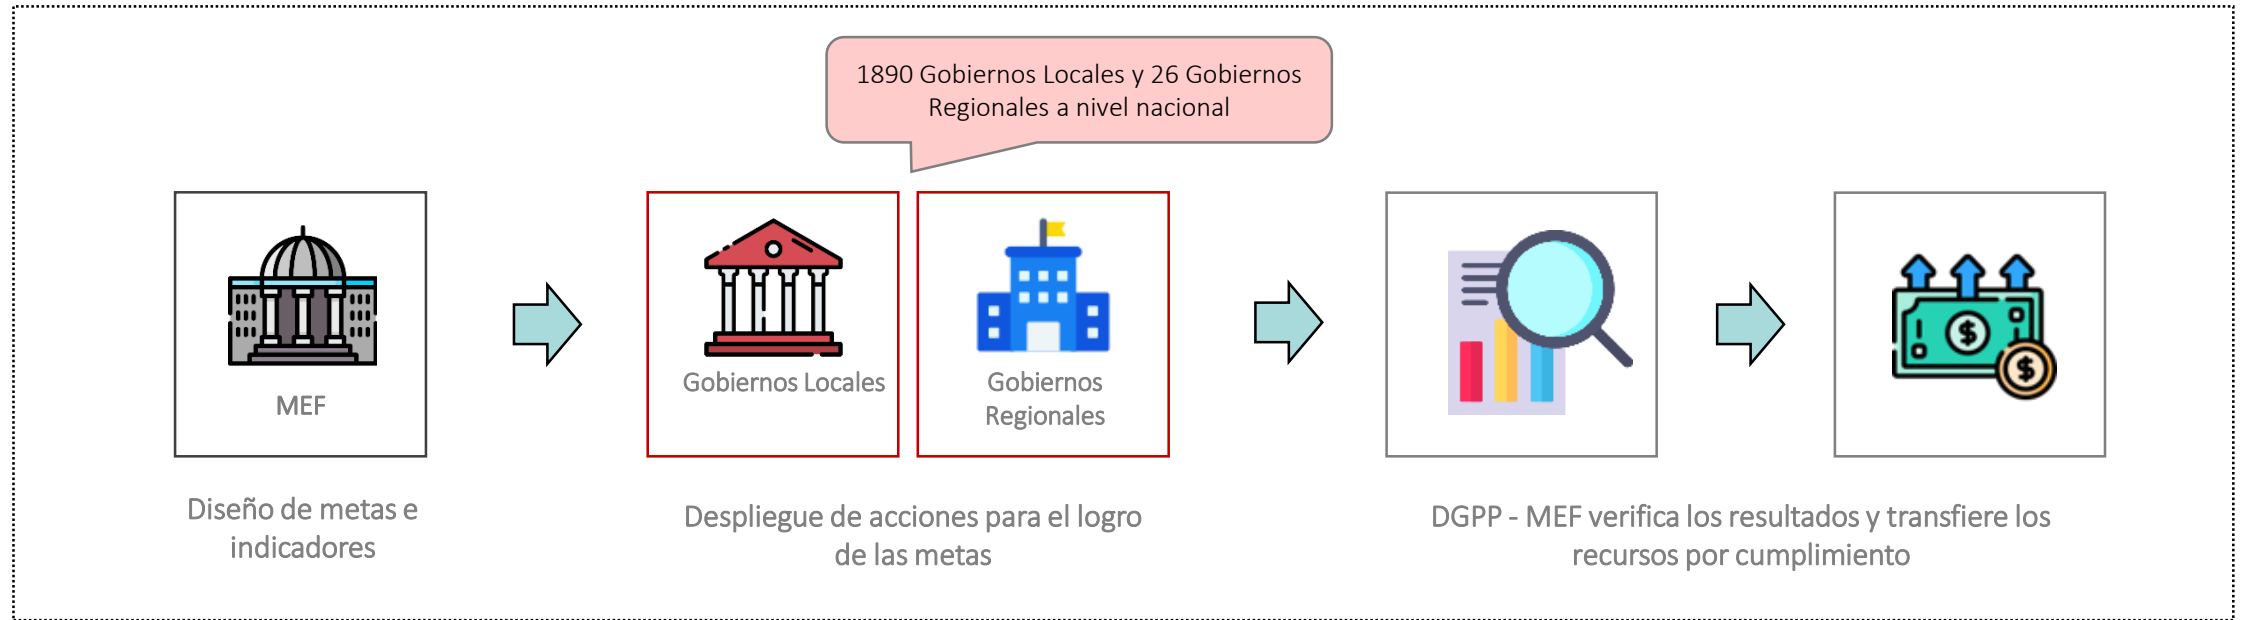 1890 Gobiernos Locales y 26 Gobiernos
Regionales a nivel nacional
MEF
Gobiernos Locales
Gobiernos
Regionales
Diseño de metas e
indicadores
Despliegue de acciones para el logro
de las metas
DGPP - MEF verifica los resultados y transfiere los
recursos por cumplimiento